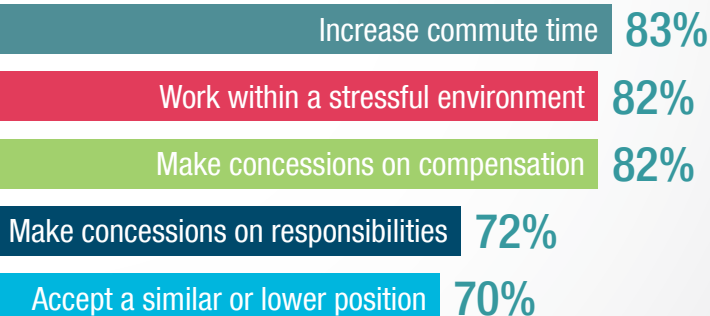 Increase commute time 83%
Work within a stressful environment 82%
Make concessions on compensation 82%
Make concessions on responsibilities 72%
Accept a similar or lower position 70%